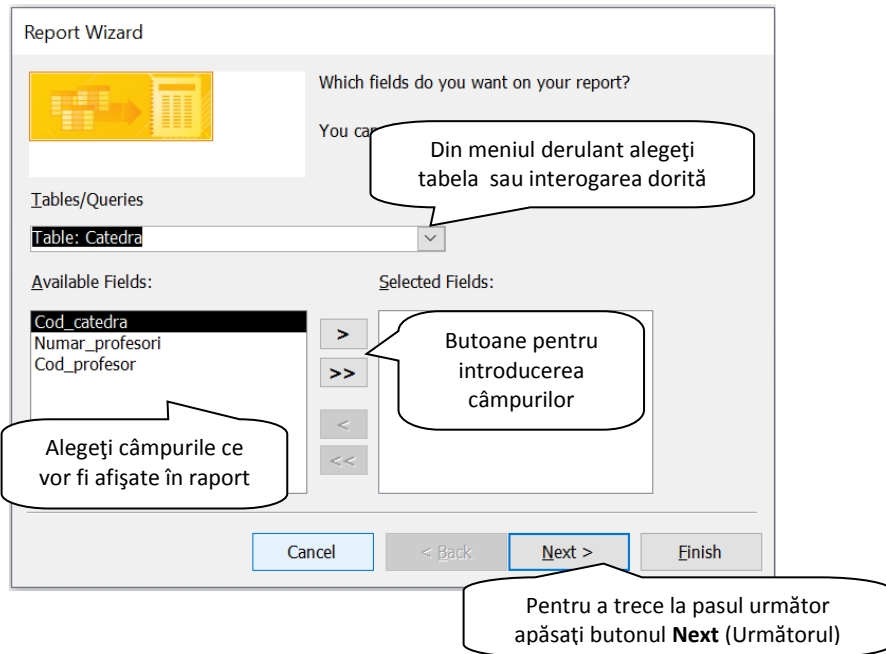 Report Wizard
Which fields do you want on your report?
You can
Din meniul derulant alegeţi
tabela sau interogarea dorită
Tables/Queries
Table: Catedra
Available Fields:
Selected Fields:
Cod_catedra
Numar_profesori
Cod_profesor
>
>>
<
<<
Butoane pentru
introducerea
câmpurilor
Alegeţi câmpurile ce
vor fi afişate în raport
Cancel
< Back
Next >
Finish
Pentru a trece la pasul următor
apăsaţi butonul Next (Următorul)